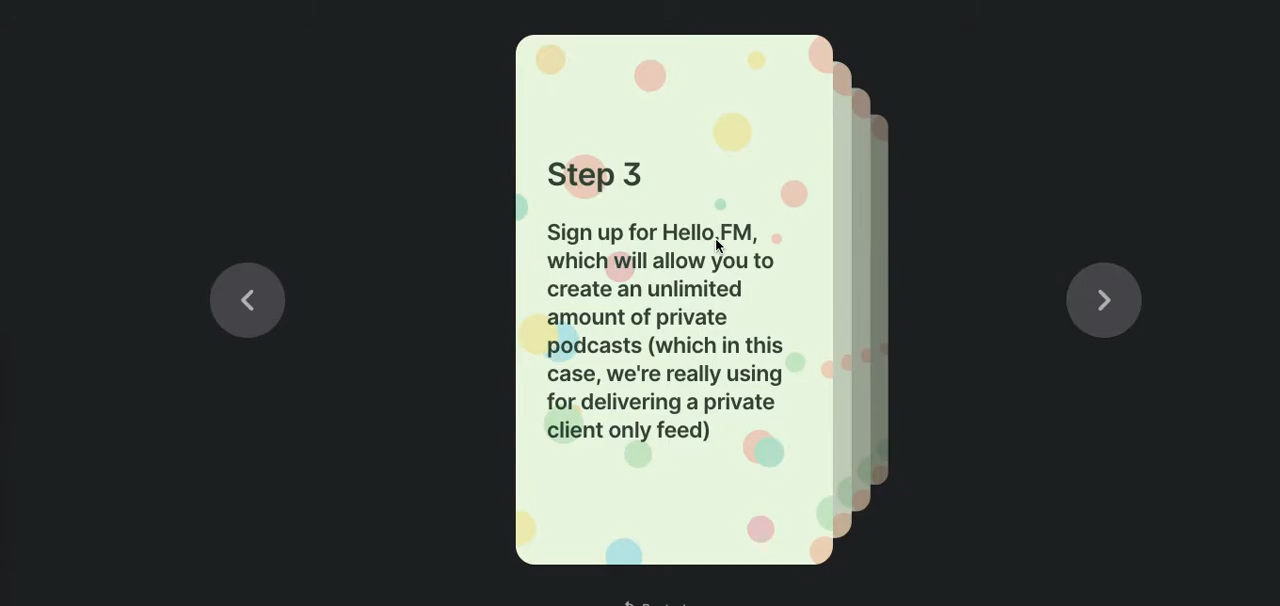 Step 3
Sign up for Hello.FM,
which will allow you to
create an unlimited
amount of private
podcasts (which in this
case, we're really using
for delivering a private
client only feed)